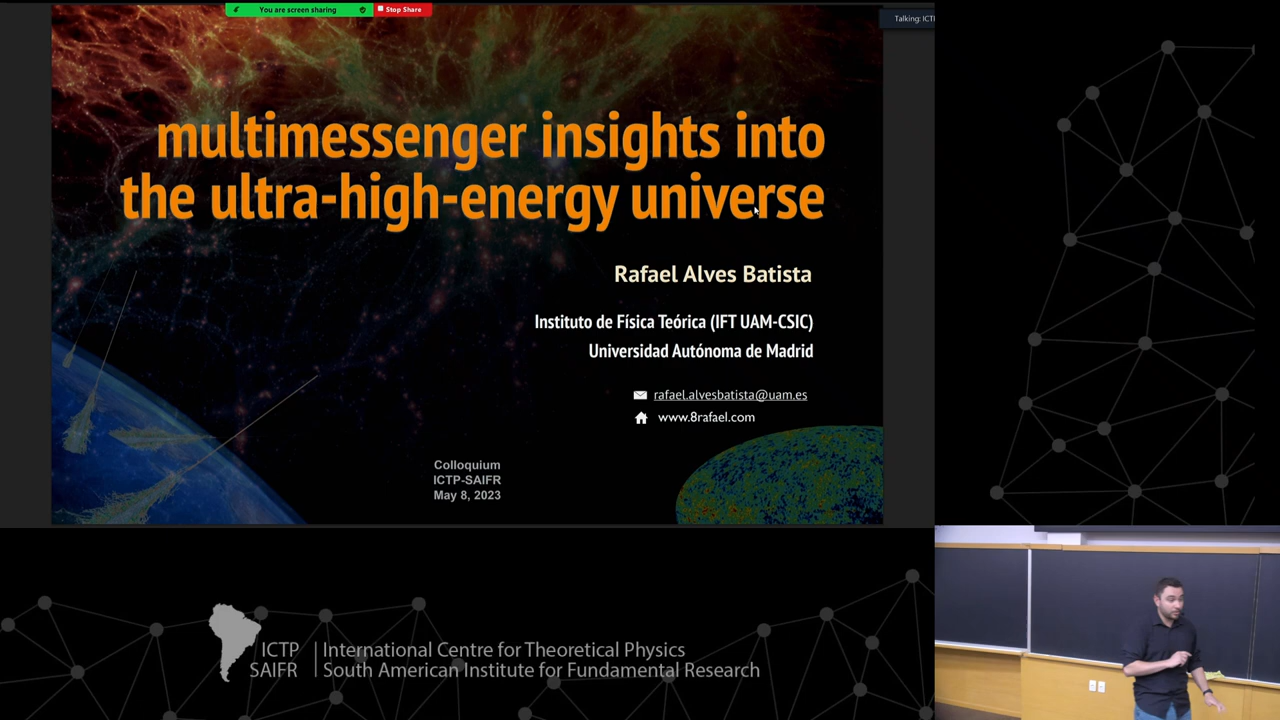 You are screen sharing
Stop Share
Talking: ICTI
multimessenger insights into
the ultra-high-energy universe
Rafael Alves Batista
Instituto de Física Teórica (IFT UAM-CSIC)
Universidad Autónoma de Madrid
rafael.alvesbatista@uam.es
www.8rafael.com
Colloquium
ICTP-SAIFR
May 8, 2023
ICTP
SAIFR
International Centre for Theoretical Physics
South American Institute for Fundamental Research